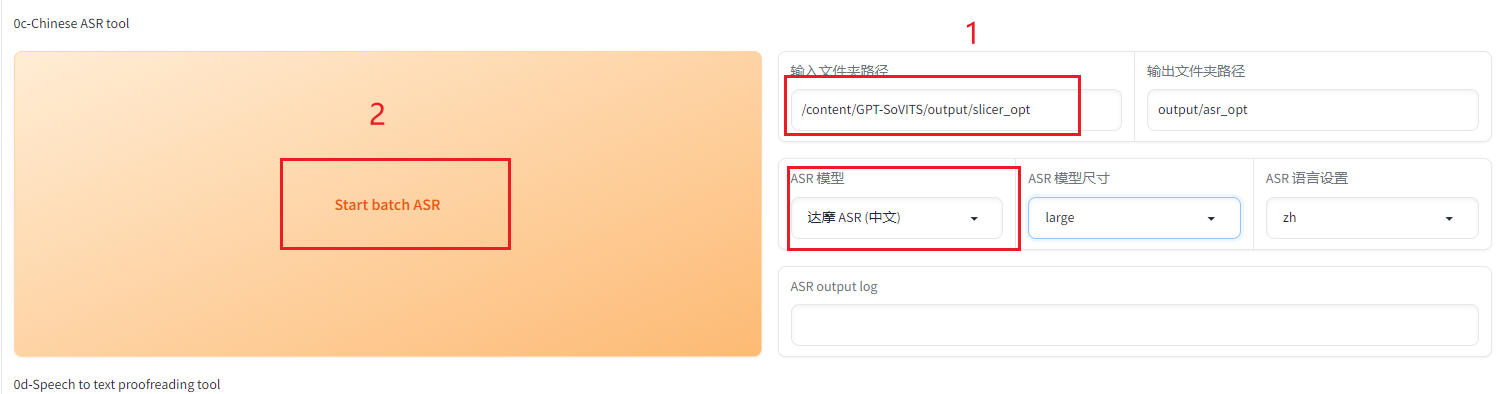 0c-Chinese ASR tool
1
输入文件夹路径
输出文件夹路径
/content/GPT-SoVITS/output/slicer_opt
output/asr_opt
2
Start batch ASR
ASR 模型
ASR 模型尺寸
ASR 语言设置
达摩 ASR (中文)
large
zh
ASR output log
0d-Speech to text proofreading tool